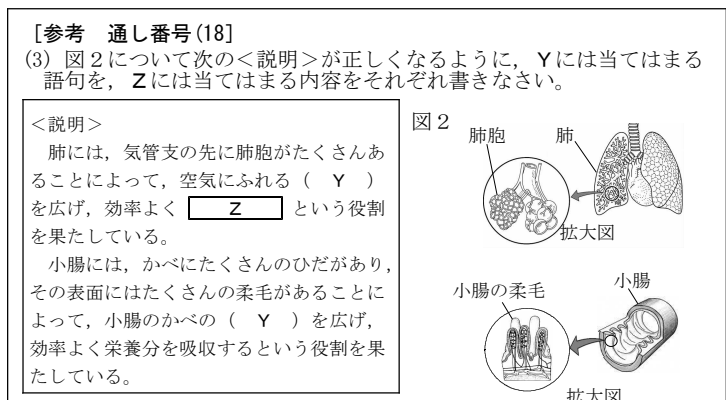 [参考　通し番号(18]
(3) 図２について次の＜説明＞が正しくなるように，Ｙには当てはまる
語句を，Ｚには当てはまる内容をそれぞれ書きなさい。
＜説明＞
肺には，気管支の先に肺胞がたくさんあ
ることによって，空気にふれる（　Ｙ　）
を広げ，効率よく　Ｚ　という役割
を果たしている。
小腸には，かべにたくさんのひだがあり，
その表面にはたくさんの柔毛があることに
よって，小腸のかべの（　Ｙ　）を広げ，
効率よく栄養分を吸収するという役割を果
たしている。
図２
肺胞　肺
拡大図
小腸の柔毛　小腸
拡大図